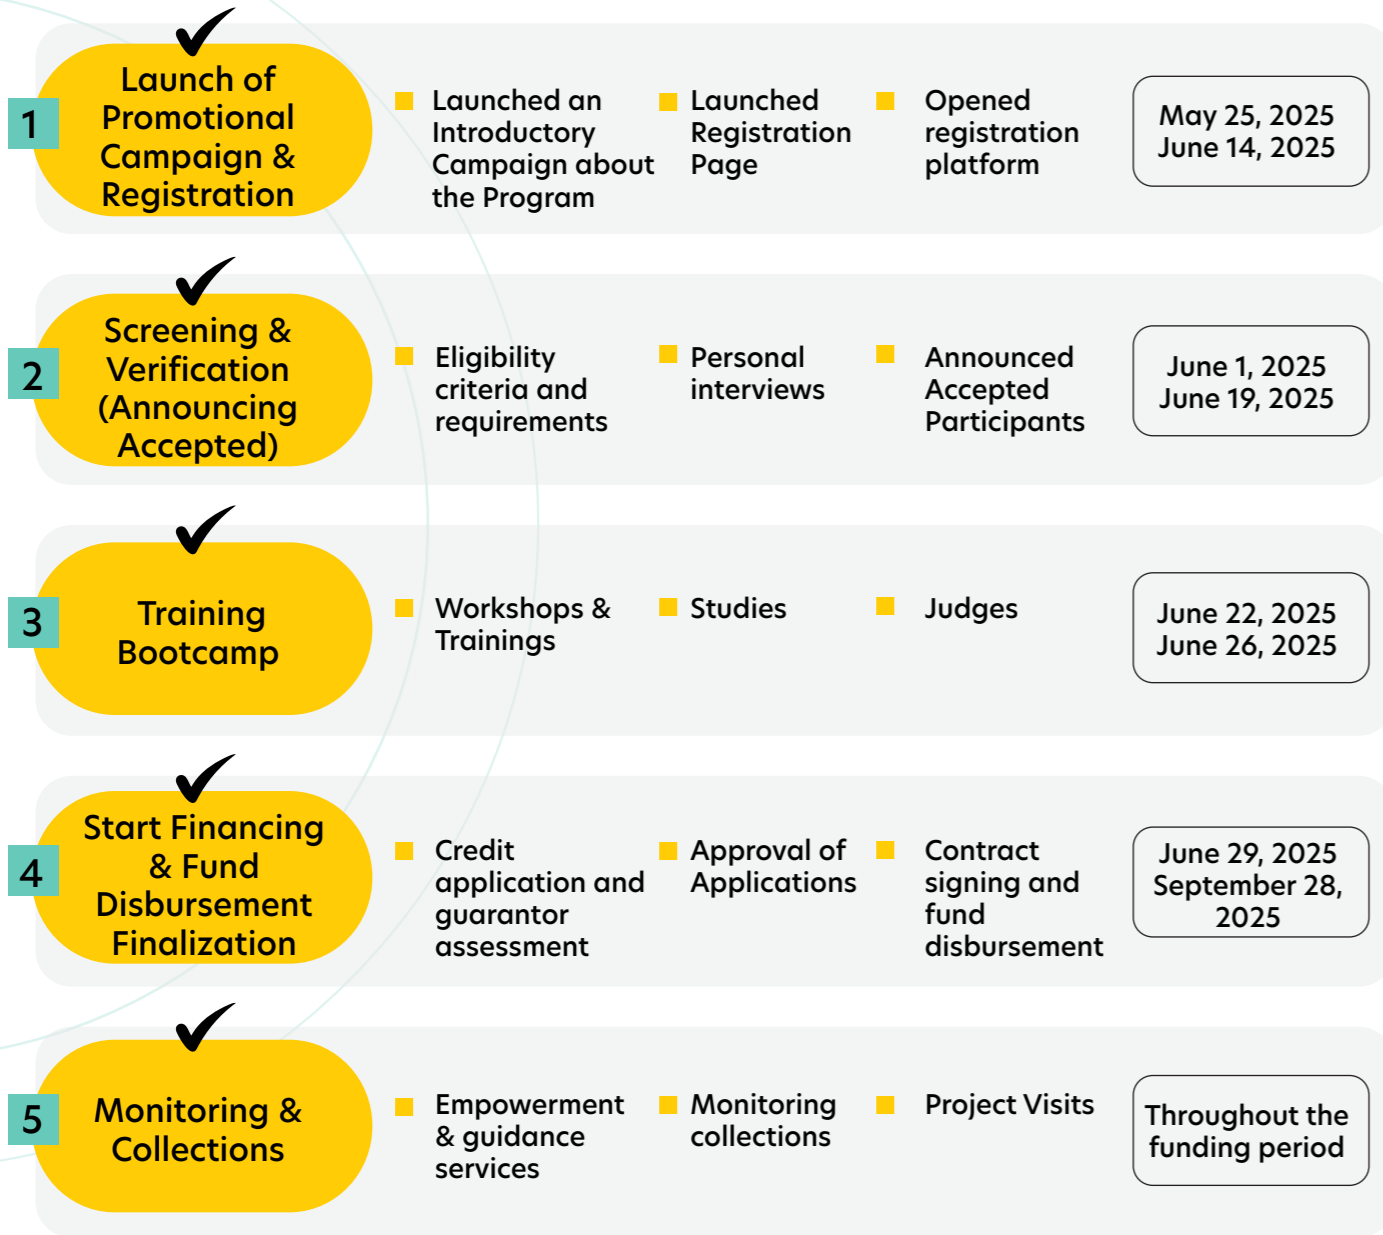 1
Launch of
Promotional
Campaign &
Registration
Launched an
Introductory
Campaign about
the Program
Launched
Registration
Page
Opened
registration
platform
May 25, 2025
June 14, 2025
2
Screening &
Verification
(Announcing
Accepted)
Eligibility
criteria and
requirements
Personal
interviews
Announced
Accepted
Participants
June 1, 2025
June 19, 2025
3
Training
Bootcamp
Workshops &
Trainings
Studies
Judges
June 22, 2025
June 26, 2025
4
Start Financing
& Fund
Disbursement
Finalization
Credit
application and
guarantor
assessment
Approval of
Applications
Contract
signing and
fund
disbursement
June 29, 2025
September 28,
2025
5
Monitoring &
Collections
Empowerment
& guidance
services
Monitoring
collections
Project Visits
Throughout the
funding period